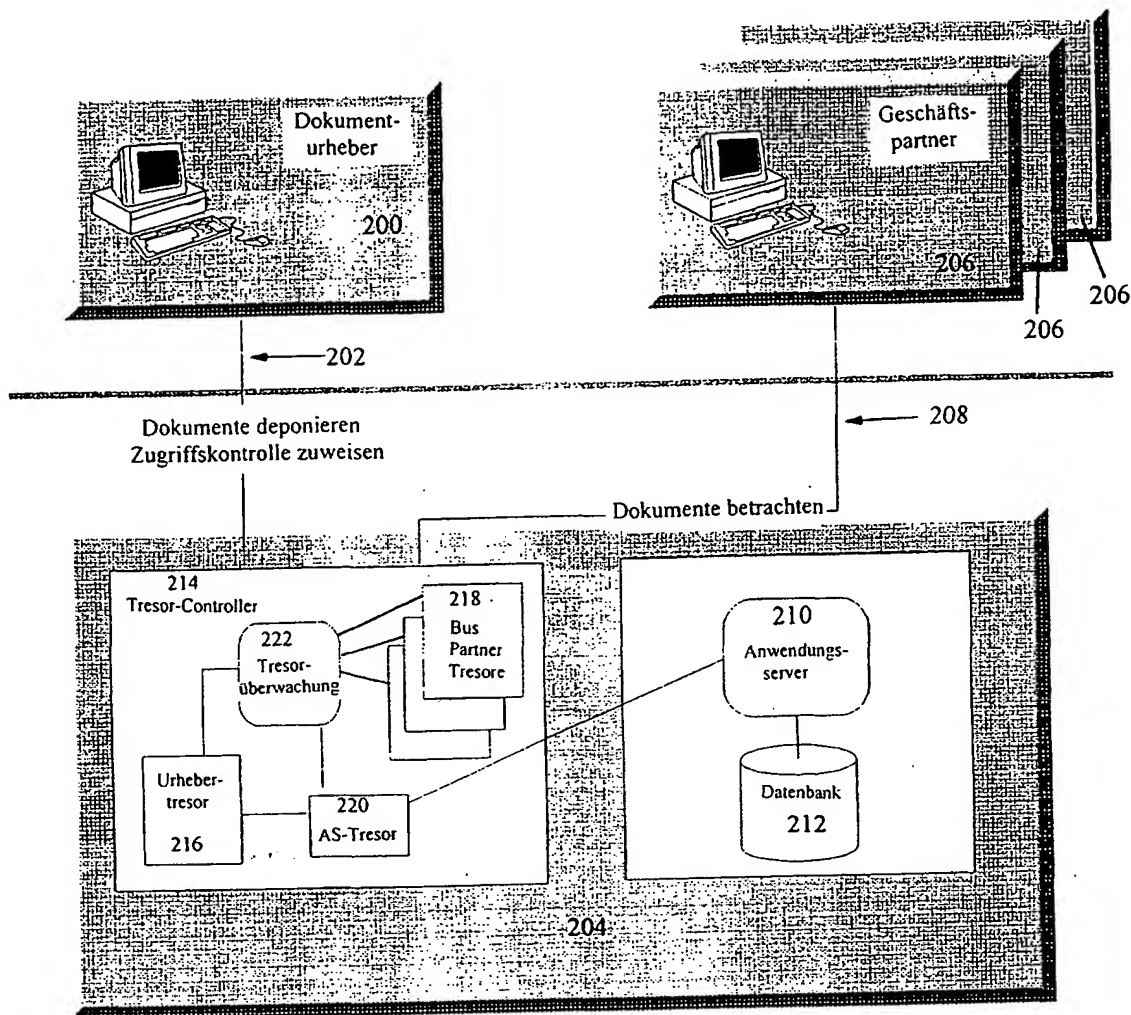 Dokument-
urheber
200
Geschäfts-
partner
206
206
206
202
208
Dokumente deponieren
Zugriffskontrolle zuweisen
Dokumente betrachten
214
Tresor-Controller
222
Tresor-
überwachung
218
Bus
Partner
Tresore
Urheber-
tresor
216
220
AS-Tresor
210
Anwendungs-
server
Datenbank
212
204